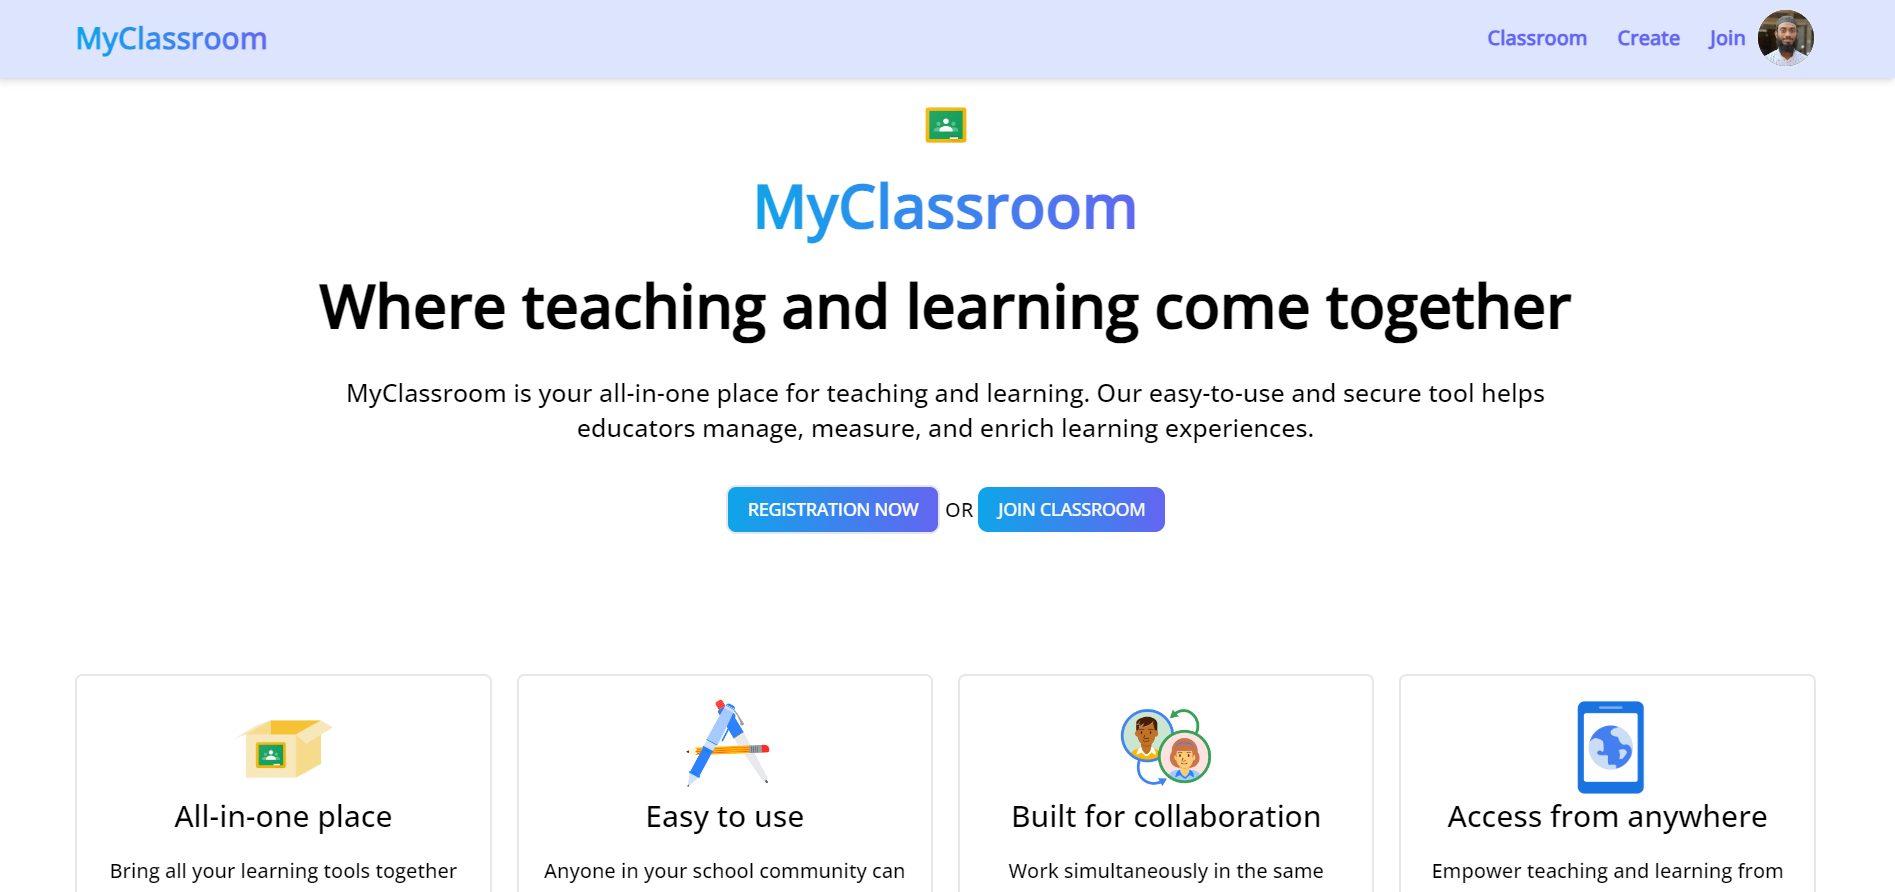 MyClassroom
Classroom
Create
Join
MyClassroom
Where teaching and learning come together
MyClassroom is your all-in-one place for teaching and learning. Our easy-to-use and secure tool helps
educators manage, measure, and enrich learning experiences.
REGISTRATION NOW OR JOIN CLASSROOM
All-in-one place
Bring all your learning tools together
Easy to use
Anyone in your school community can
Built for collaboration
Work simultaneously in the same
Access from anywhere
Empower teaching and learning from